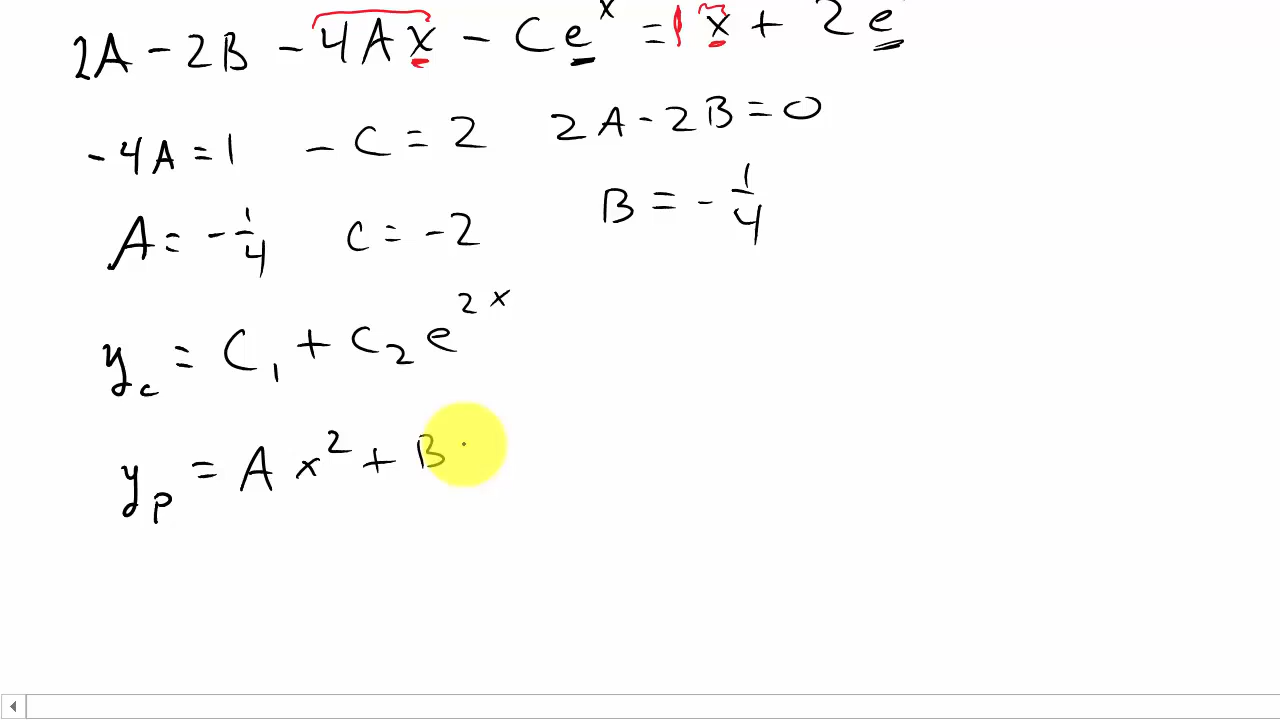 2A - 2B - 4Ax - Ce^x = 1x + 2e
-4A = 1 -C = 2 2A - 2B = 0
A = -1/4 C = -2 B = -1/4
y_c = C_1 + C_2 e^{2x}
y_p = Ax^2 + B